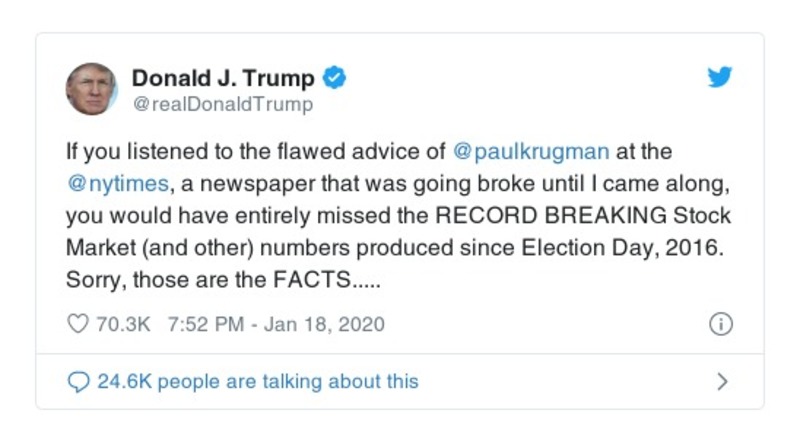 Donald J. Trump
@realDonaldTrump
If you listened to the flawed advice of @paulkrugman at the
@nytimes, a newspaper that was going broke until I came along,
you would have entirely missed the RECORD BREAKING Stock
Market (and other) numbers produced since Election Day, 2016.
Sorry, those are the FACTS.....
70.3K 7:52 PM - Jan 18, 2020
24.6K people are talking about this